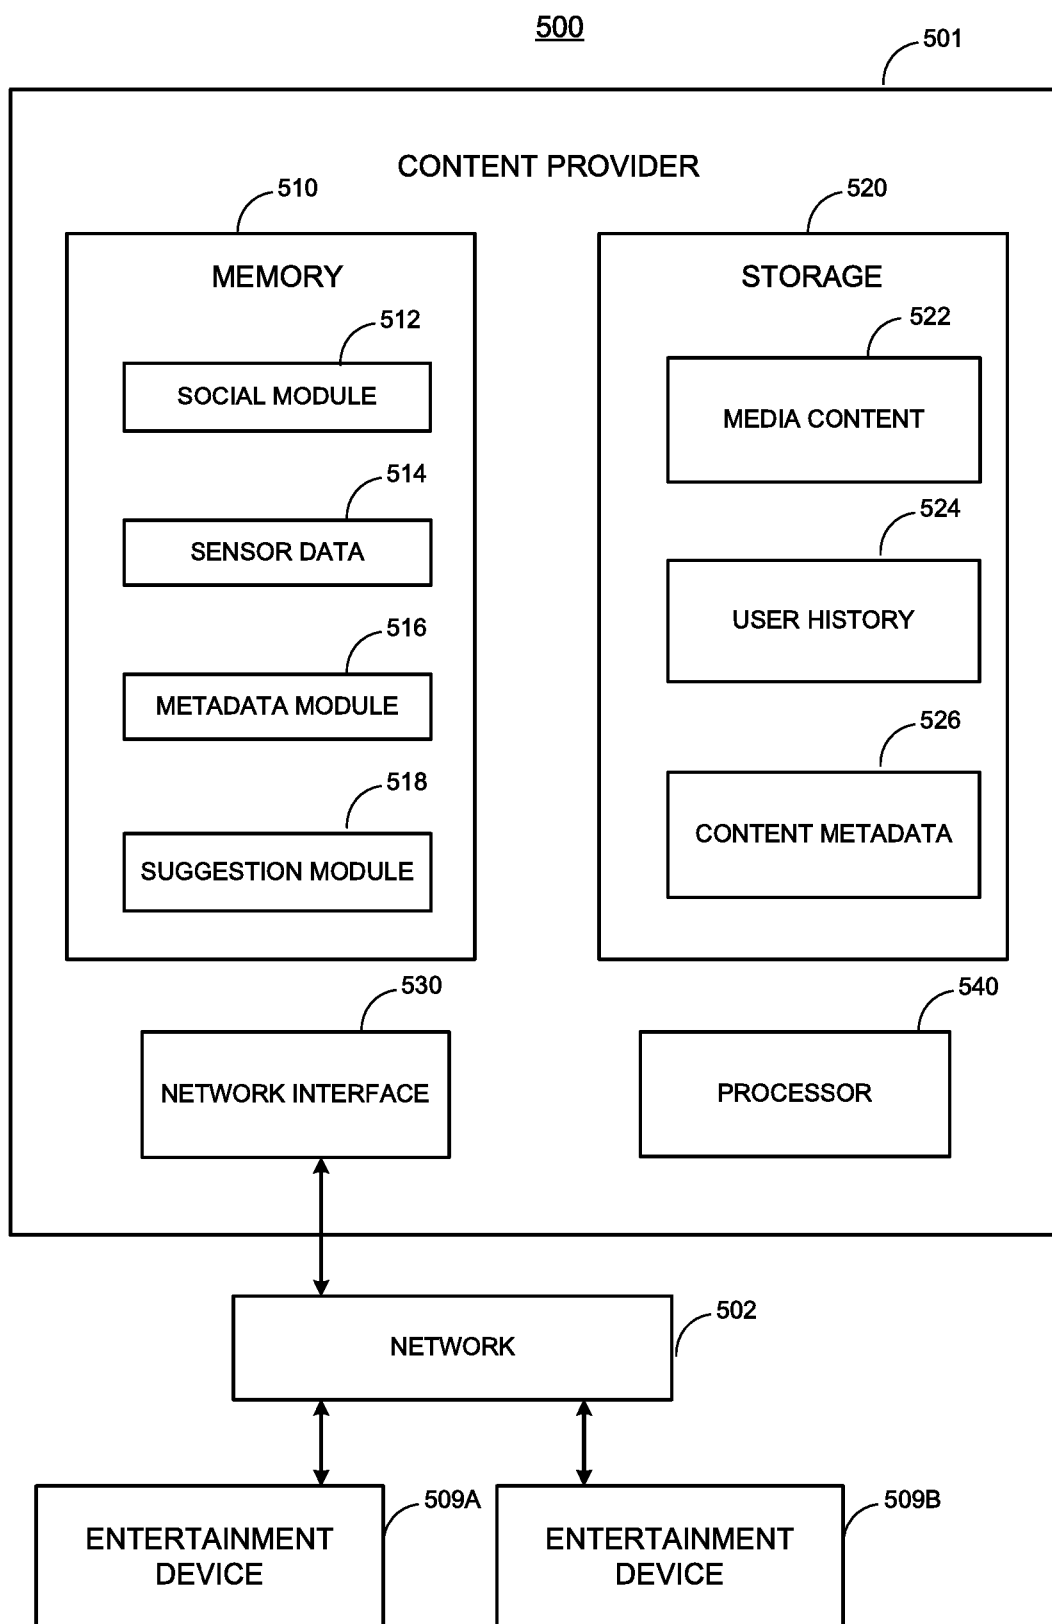 500
501
CONTENT PROVIDER
510
520
MEMORY
STORAGE
512
522
SOCIAL MODULE
MEDIA CONTENT
514
524
SENSOR DATA
USER HISTORY
516
526
METADATA MODULE
CONTENT METADATA
518
SUGGESTION MODULE
530
540
NETWORK INTERFACE
PROCESSOR
502
NETWORK
509A
509B
ENTERTAINMENT
DEVICE
ENTERTAINMENT
DEVICE